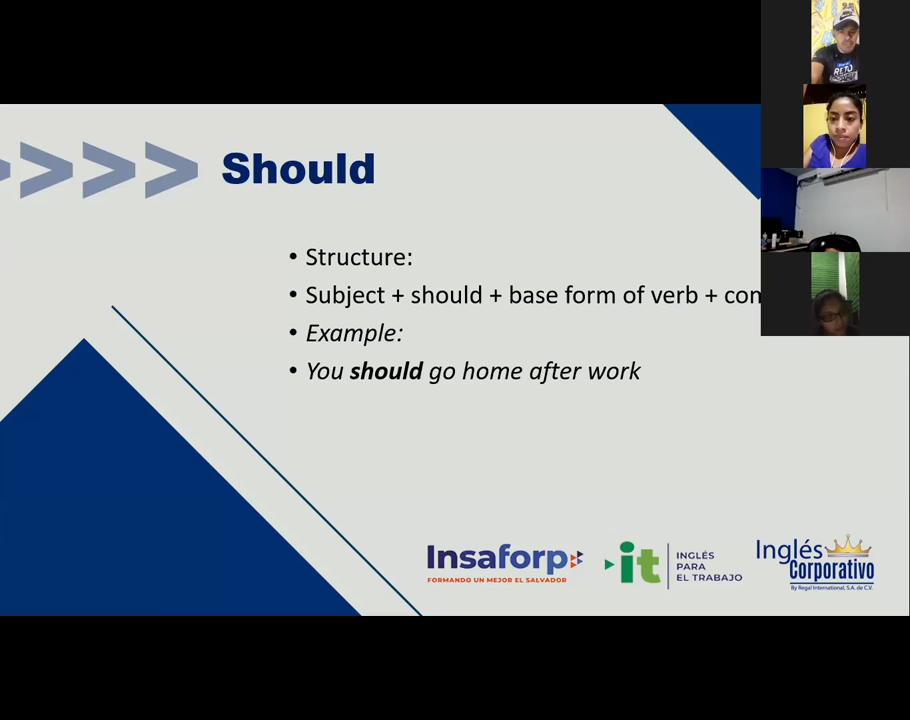 Should
• Structure:
• Subject + should + base form of verb +
• Example:
• You should go home after work
RETO
Insaforp
FORMANDO UN MEJOR EL SALVADOR
it
INGLÉS
PARA
EL TRABAJO
Inglés
Corporativo
By Regal International, S.A. de C.V.